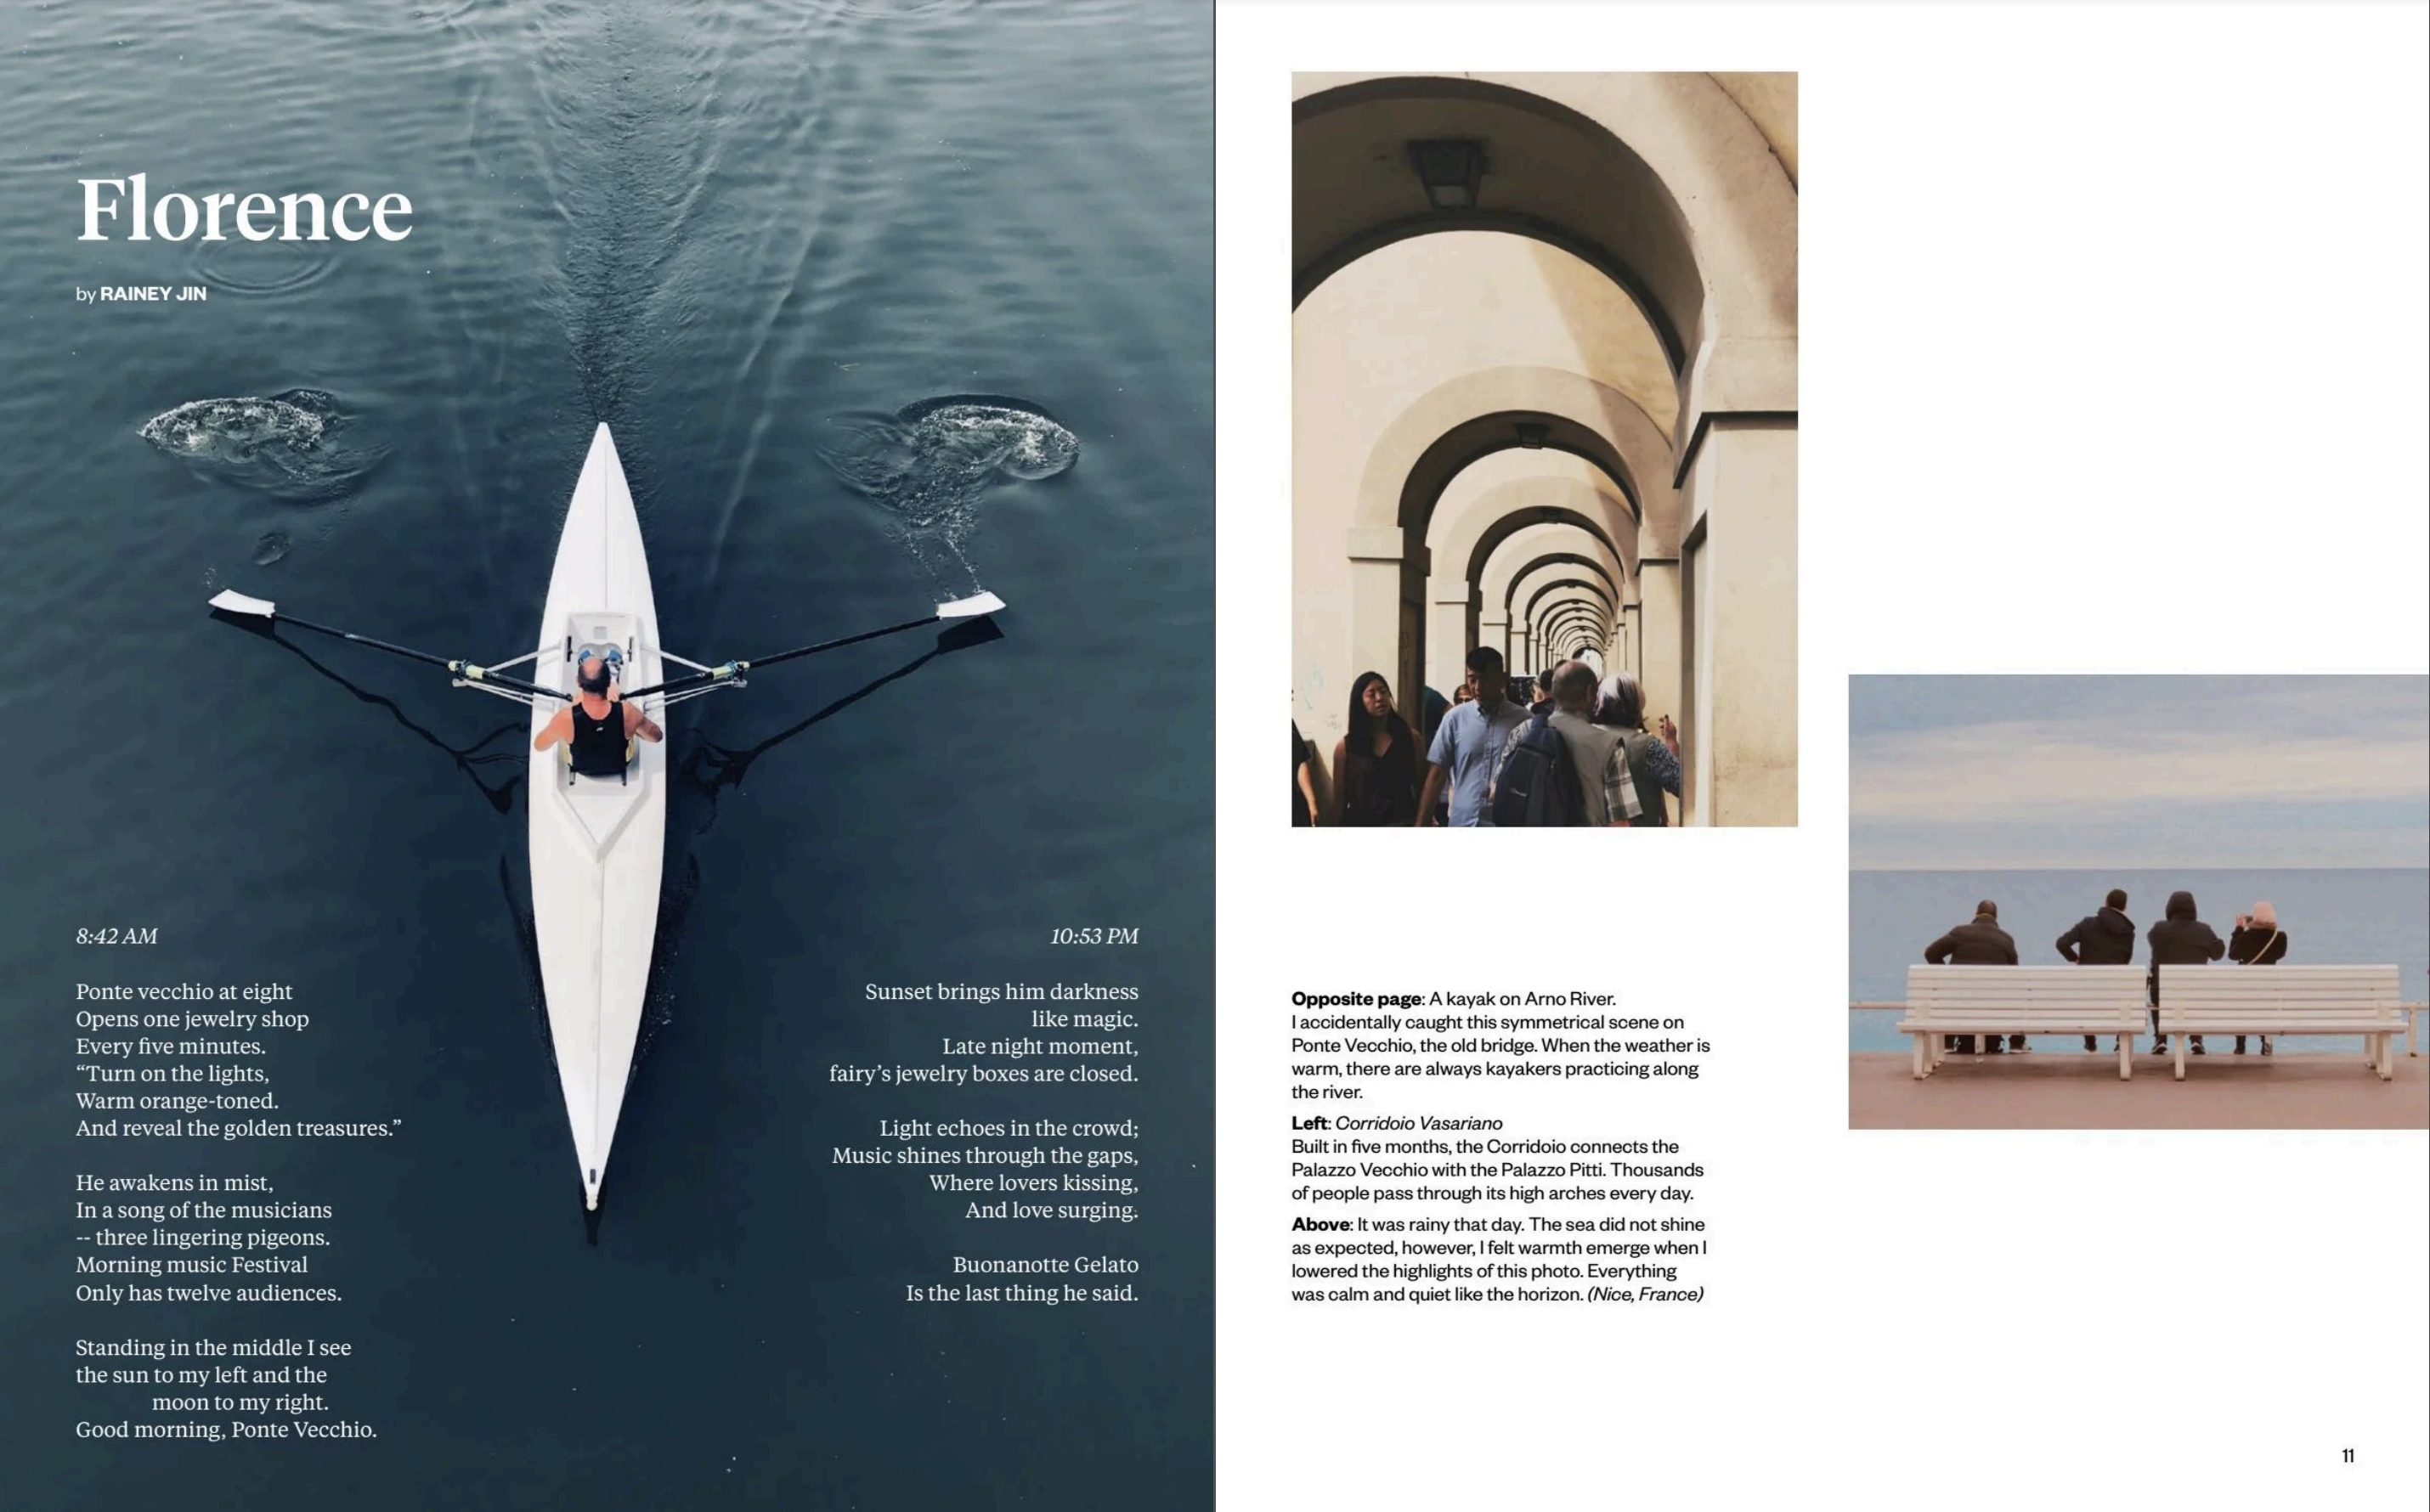 Florence
by RAINEY JIN
8:42 AM
Ponte vecchio at eight
Opens one jewelry shop
Every five minutes.
“Turn on the lights,
Warm orange-toned.
And reveal the golden treasures.”
He awakens in mist,
In a song of the musicians
-- three lingering pigeons.
Morning music Festival
Only has twelve audiences.
Standing in the middle I see
the sun to my left and the
moon to my right.
Good morning, Ponte Vecchio.
10:53 PM
Sunset brings him darkness
like magic.
Late night moment,
fairy’s jewelry boxes are closed.
Light echoes in the crowd;
Music shines through the gaps,
Where lovers kissing,
And love surging.
Buonanotte Gelato
Is the last thing he said.
Opposite page: A kayak on Arno River.
I accidentally caught this symmetrical scene on
Ponte Vecchio, the old bridge. When the weather is
warm, there are always kayakers practicing along
the river.
Left: Corridoio Vasariano
Built in five months, the Corridoio connects the
Palazzo Vecchio with the Palazzo Pitti. Thousands
of people pass through its high arches every day.
Above: It was rainy that day. The sea did not shine
as expected, however, I felt warmth emerge when I
lowered the highlights of this photo. Everything
was calm and quiet like the horizon. (Nice, France)
11